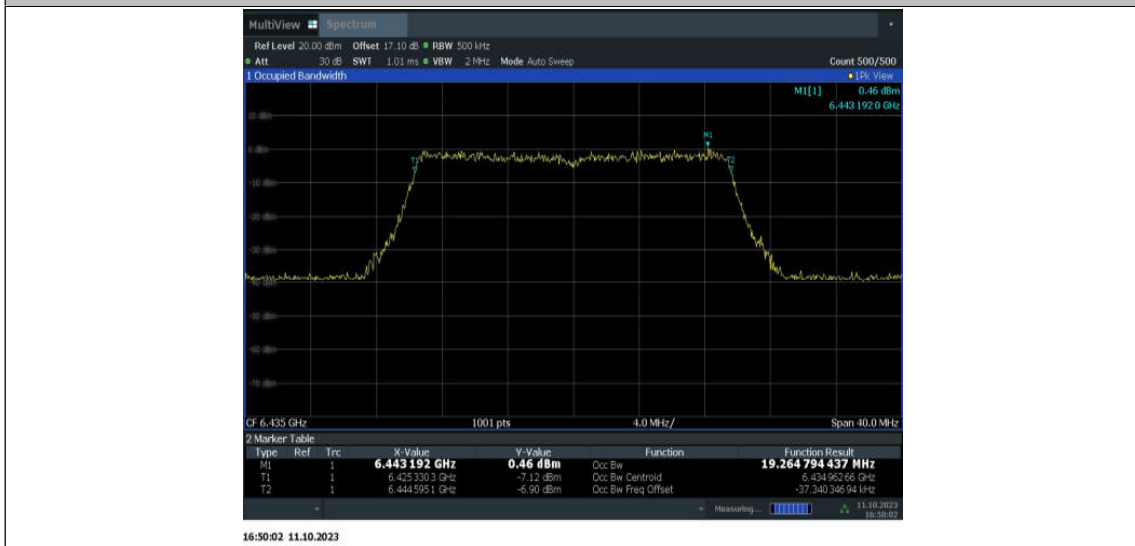 MultiView Spectrum
Ref Level 20.00 dBm Offset 17.10 dB RBW 500 kHz
Att 30 dB SWT 1.01 ms VBW 2 MHz Mode Auto Sweep Count 500/500
1 Occupied Bandwidth 1Pk View
M1[1] 0.46 dBm
6.443 192 0 GHz
10 dBm
M1
0 dBm
T1 T2
-10 dBm
-20 dBm
-30 dBm
-40 dBm
-50 dBm
-60 dBm
-70 dBm
CF 6.435 GHz 1001 pts 4.0 MHz/ Span 40.0 MHz
2 Marker Table
Type Ref Trc X-Value Y-Value Function Function Result
M1 1 6.443 192 GHz 0.46 dBm Occ Bw 19.264 794 437 MHz
T1 1 6.425 330 3 GHz -7.12 dBm Occ Bw Centroid 6.434 962 66 GHz
T2 1 6.444 595 1 GHz -6.90 dBm Occ Bw Freq Offset -37.340 346 94 kHz
Measuring... 11.10.2023
16:50:02
16:50:02 11.10.2023